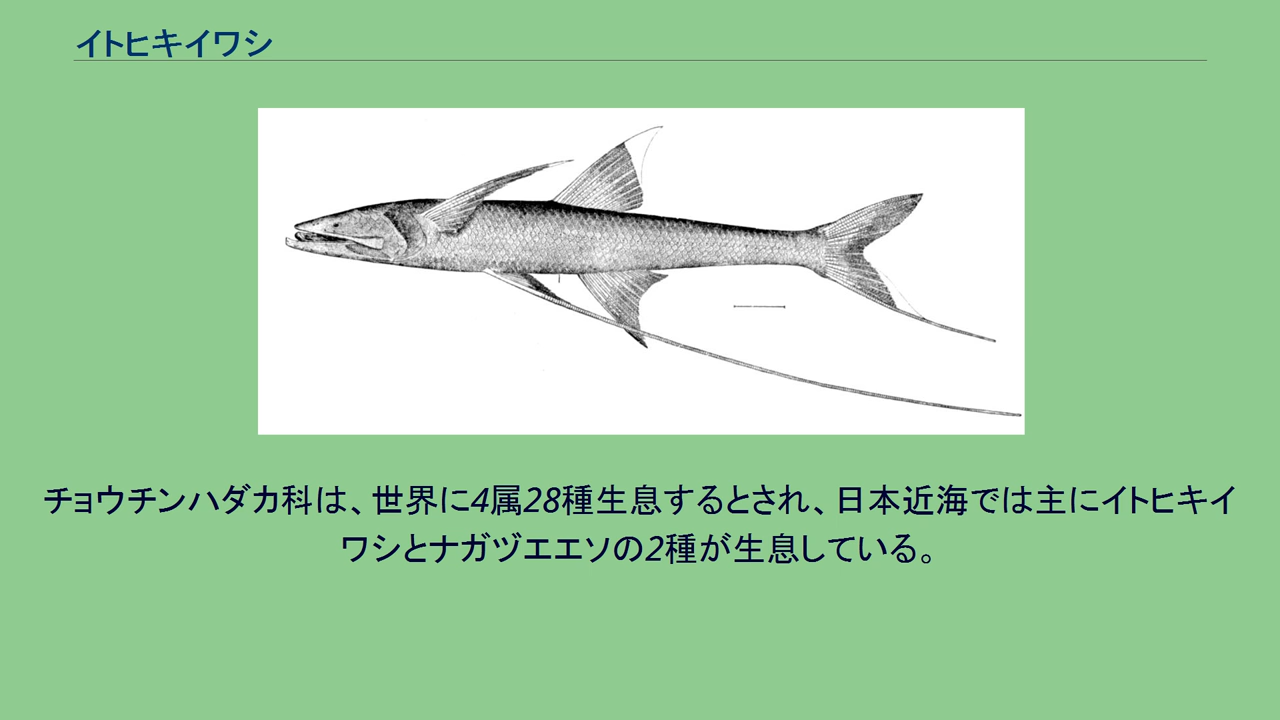 イトヒキイワシ
チョウチンハダカ科は、世界に4属28種生息するとされ、日本近海では主にイトヒキイ
ワシとナガヅエエソの2種が生息している。